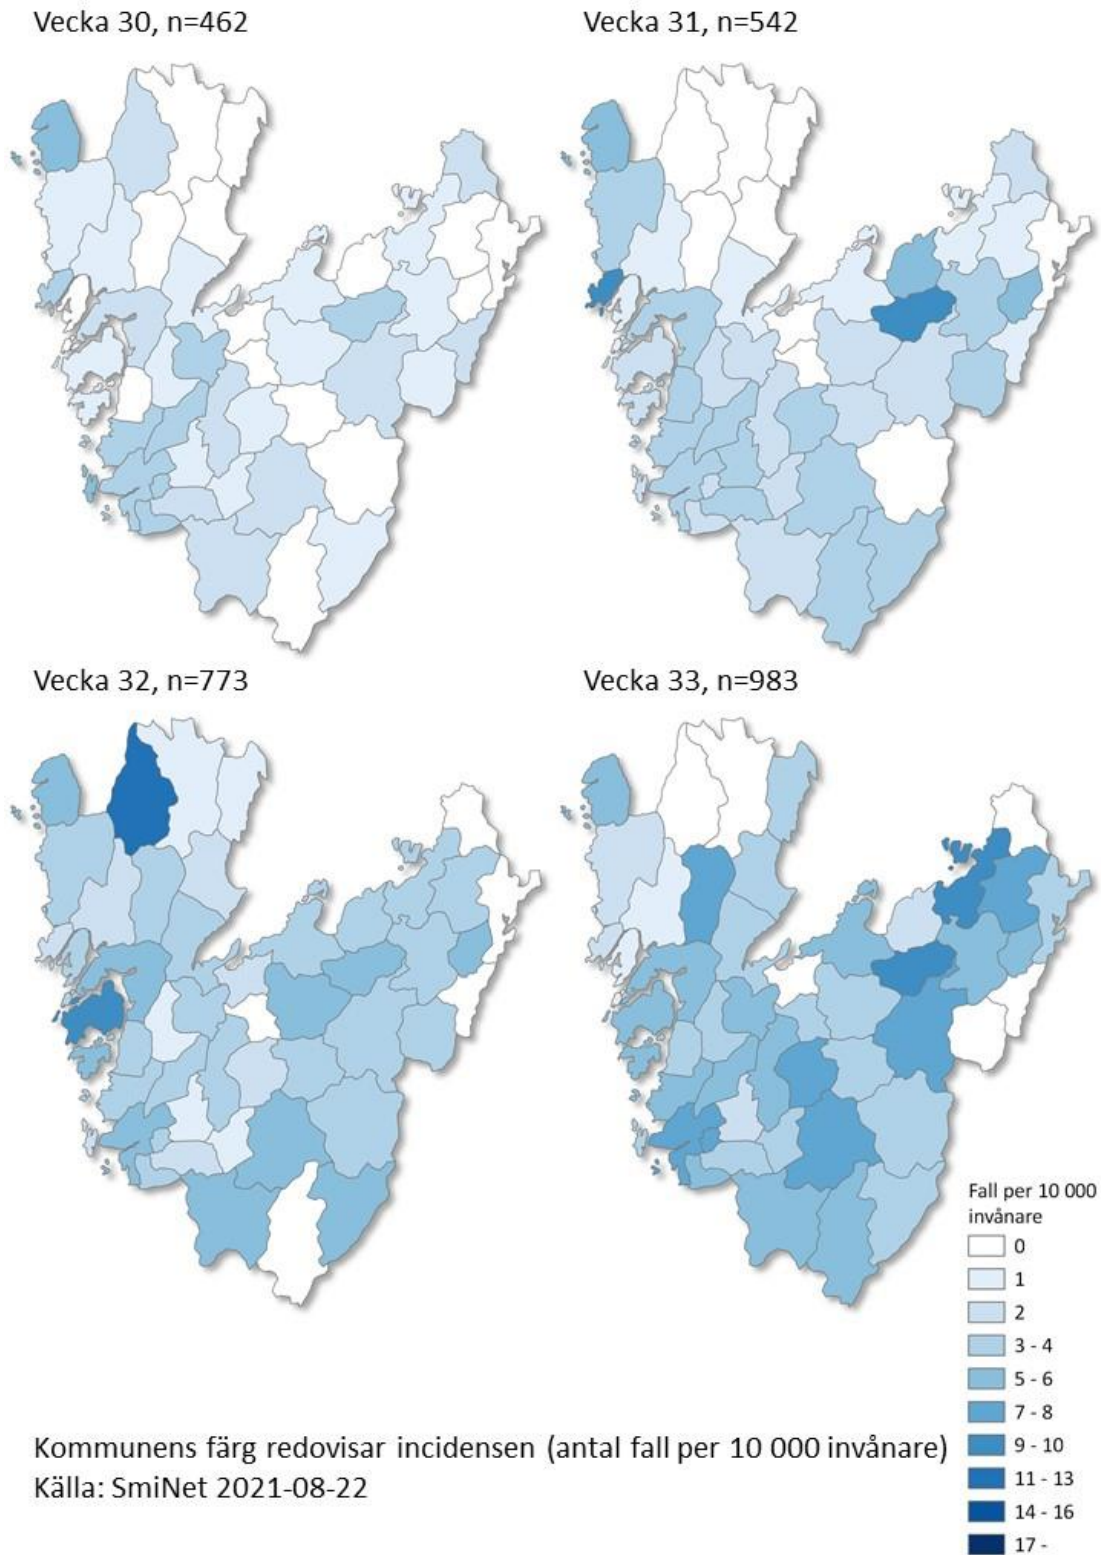 Vecka 30, n=462
Vecka 31, n=542
Vecka 32, n=773
Vecka 33, n=983
Fall per 10 000
invånare
0
1
2
3 - 4
5 - 6
7 - 8
9 - 10
11 - 13
14 - 16
17 -
Kommunens färg redovisar incidensen (antal fall per 10 000 invånare)
Källa: SmiNet 2021-08-22